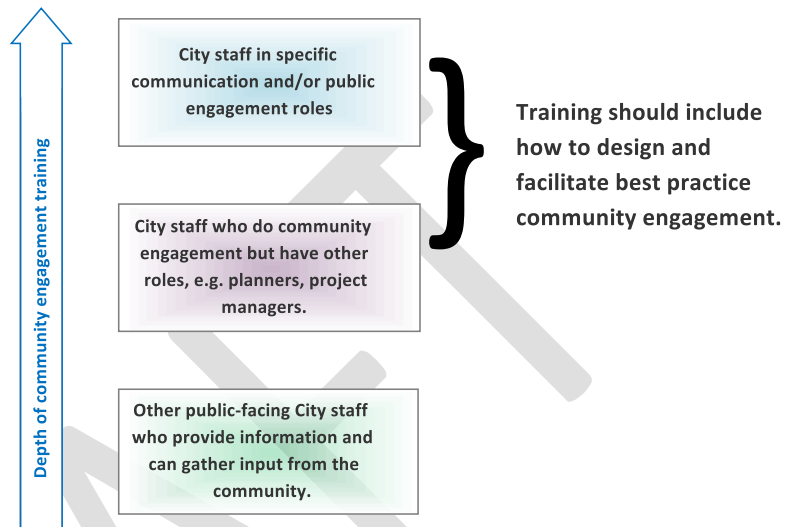 City staff in specific
communication and/or public
engagement roles
Training should include
how to design and
facilitate best practice
community engagement.
City staff who do community
engagement but have other
roles, e.g. planners, project
managers.
Other public-facing City staff
who provide information and
can gather input from the
community.
Depth of community engagement training